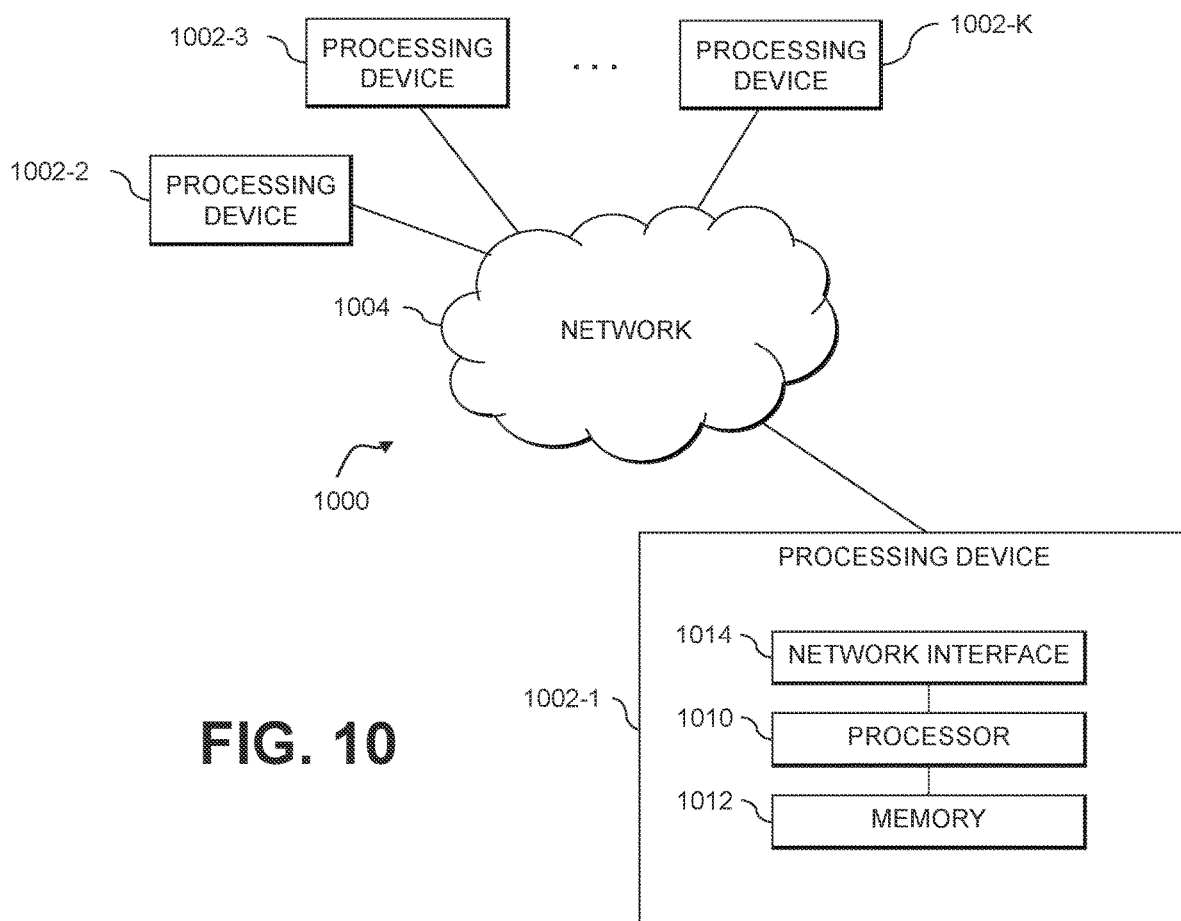 1002-3
PROCESSING
DEVICE
. . .
PROCESSING
DEVICE
1002-K
1002-2
PROCESSING
DEVICE
1004
NETWORK
1000
PROCESSING DEVICE
1014
NETWORK INTERFACE
1002-1
1010
PROCESSOR
1012
MEMORY
FIG. 10